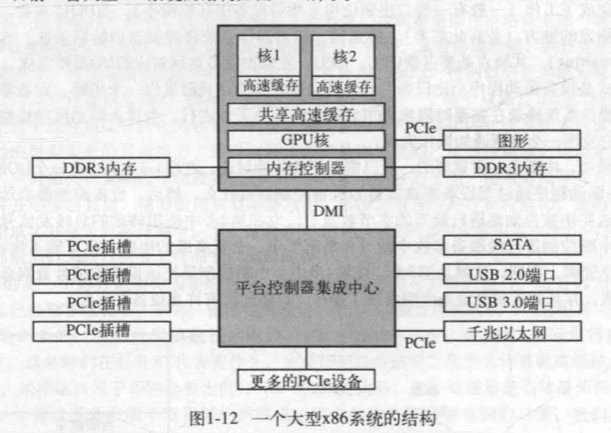 核1 核2
高速缓存 高速缓存
共享高速缓存
GPU核
PCIe 图形
DDR3内存 内存控制器 DDR3内存
DMI
PCIe插槽
PCIe插槽
PCIe插槽
PCIe插槽
平台控制器集成中心
SATA
USB 2.0端口
USB 3.0端口
千兆以太网
PCIe
更多的PCIe设备
图1-12 一个大型x86系统的结构